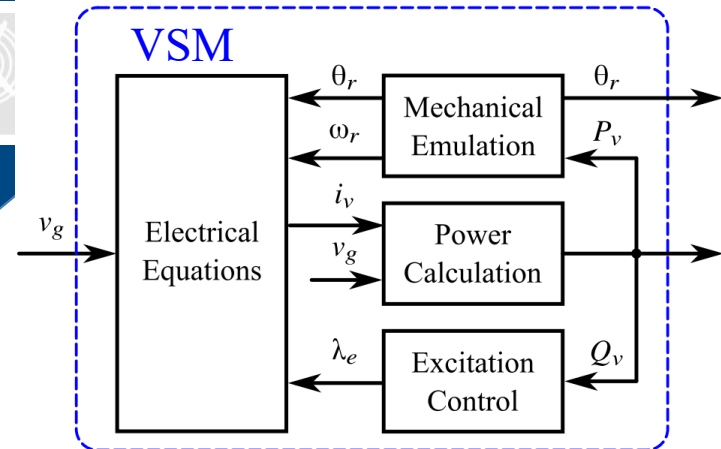 VSM
θr
θr
Mechanical
Emulation
ωr
Pv
iv
vg
Electrical
Equations
vg
Power
Calculation
λe
Qv
Excitation
Control